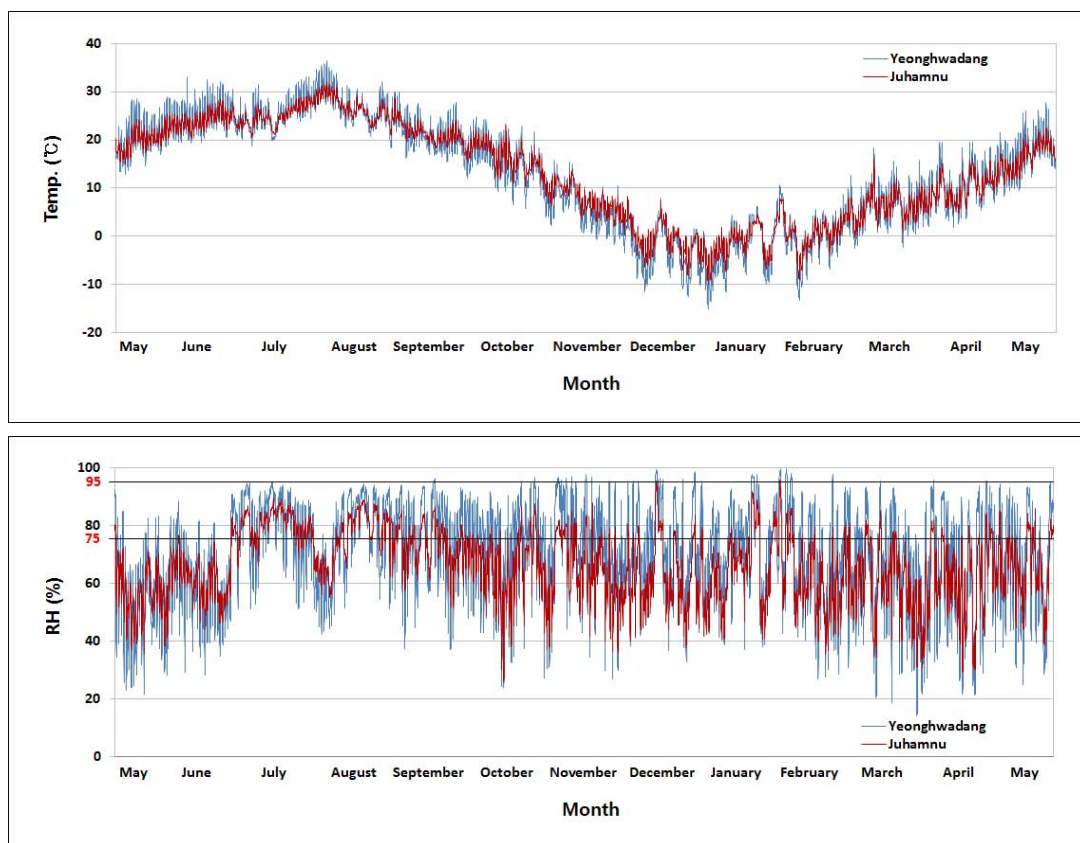 40
30
20
10
0
-10
-20
Temp. (℃)
Yeonghwadang
Juhamnu
May June July August September October November December January February March April May
Month
100
95
80
75
60
40
20
0
RH (%)
Yeonghwadang
Juhamnu
May June July August September October November December January February March April May
Month